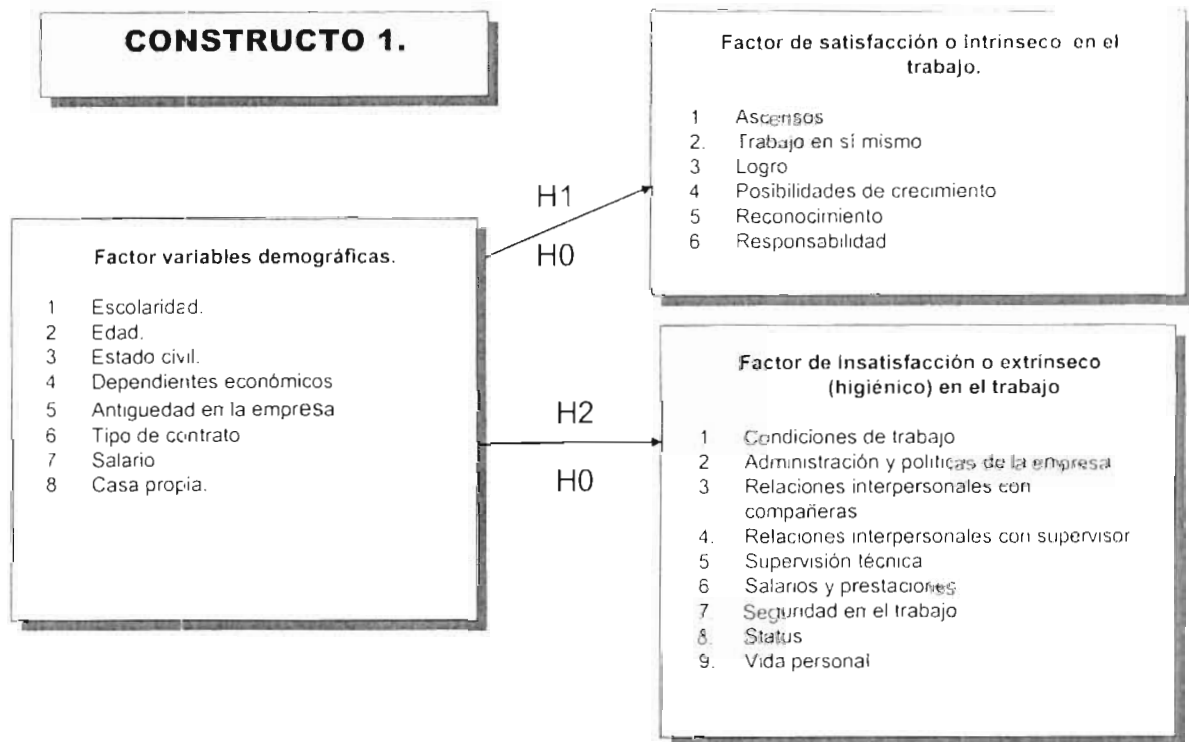 CONSTRUCTO 1.
Factor de satisfacción o intrinseco en el
trabajo.
1 Ascensos
2. Trabajo en sí mismo
3 Logro
4 Posibilidades de crecimiento
5 Reconocimiento
6 Responsabilidad
H1
H0
Factor variables demográficas.
1 Escolaridad.
2 Edad.
3 Estado civil.
4 Dependientes económicos
5 Antiguedad en la empresa
6 Tipo de contrato
7 Salario
8 Casa propia.
H2
H0
Factor de insatisfacción o extrinseco
(higiénico) en el trabajo
1 Condiciones de trabajo
2 Administración y politicas de la empresa
3 Relaciones interpersonales con
compañeras
4. Relaciones interpersonales con supervisor
5 Supervisión técnica
6 Salarios y prestaciones
7 Seguridad en el trabajo
8. Status
9. Vida personal